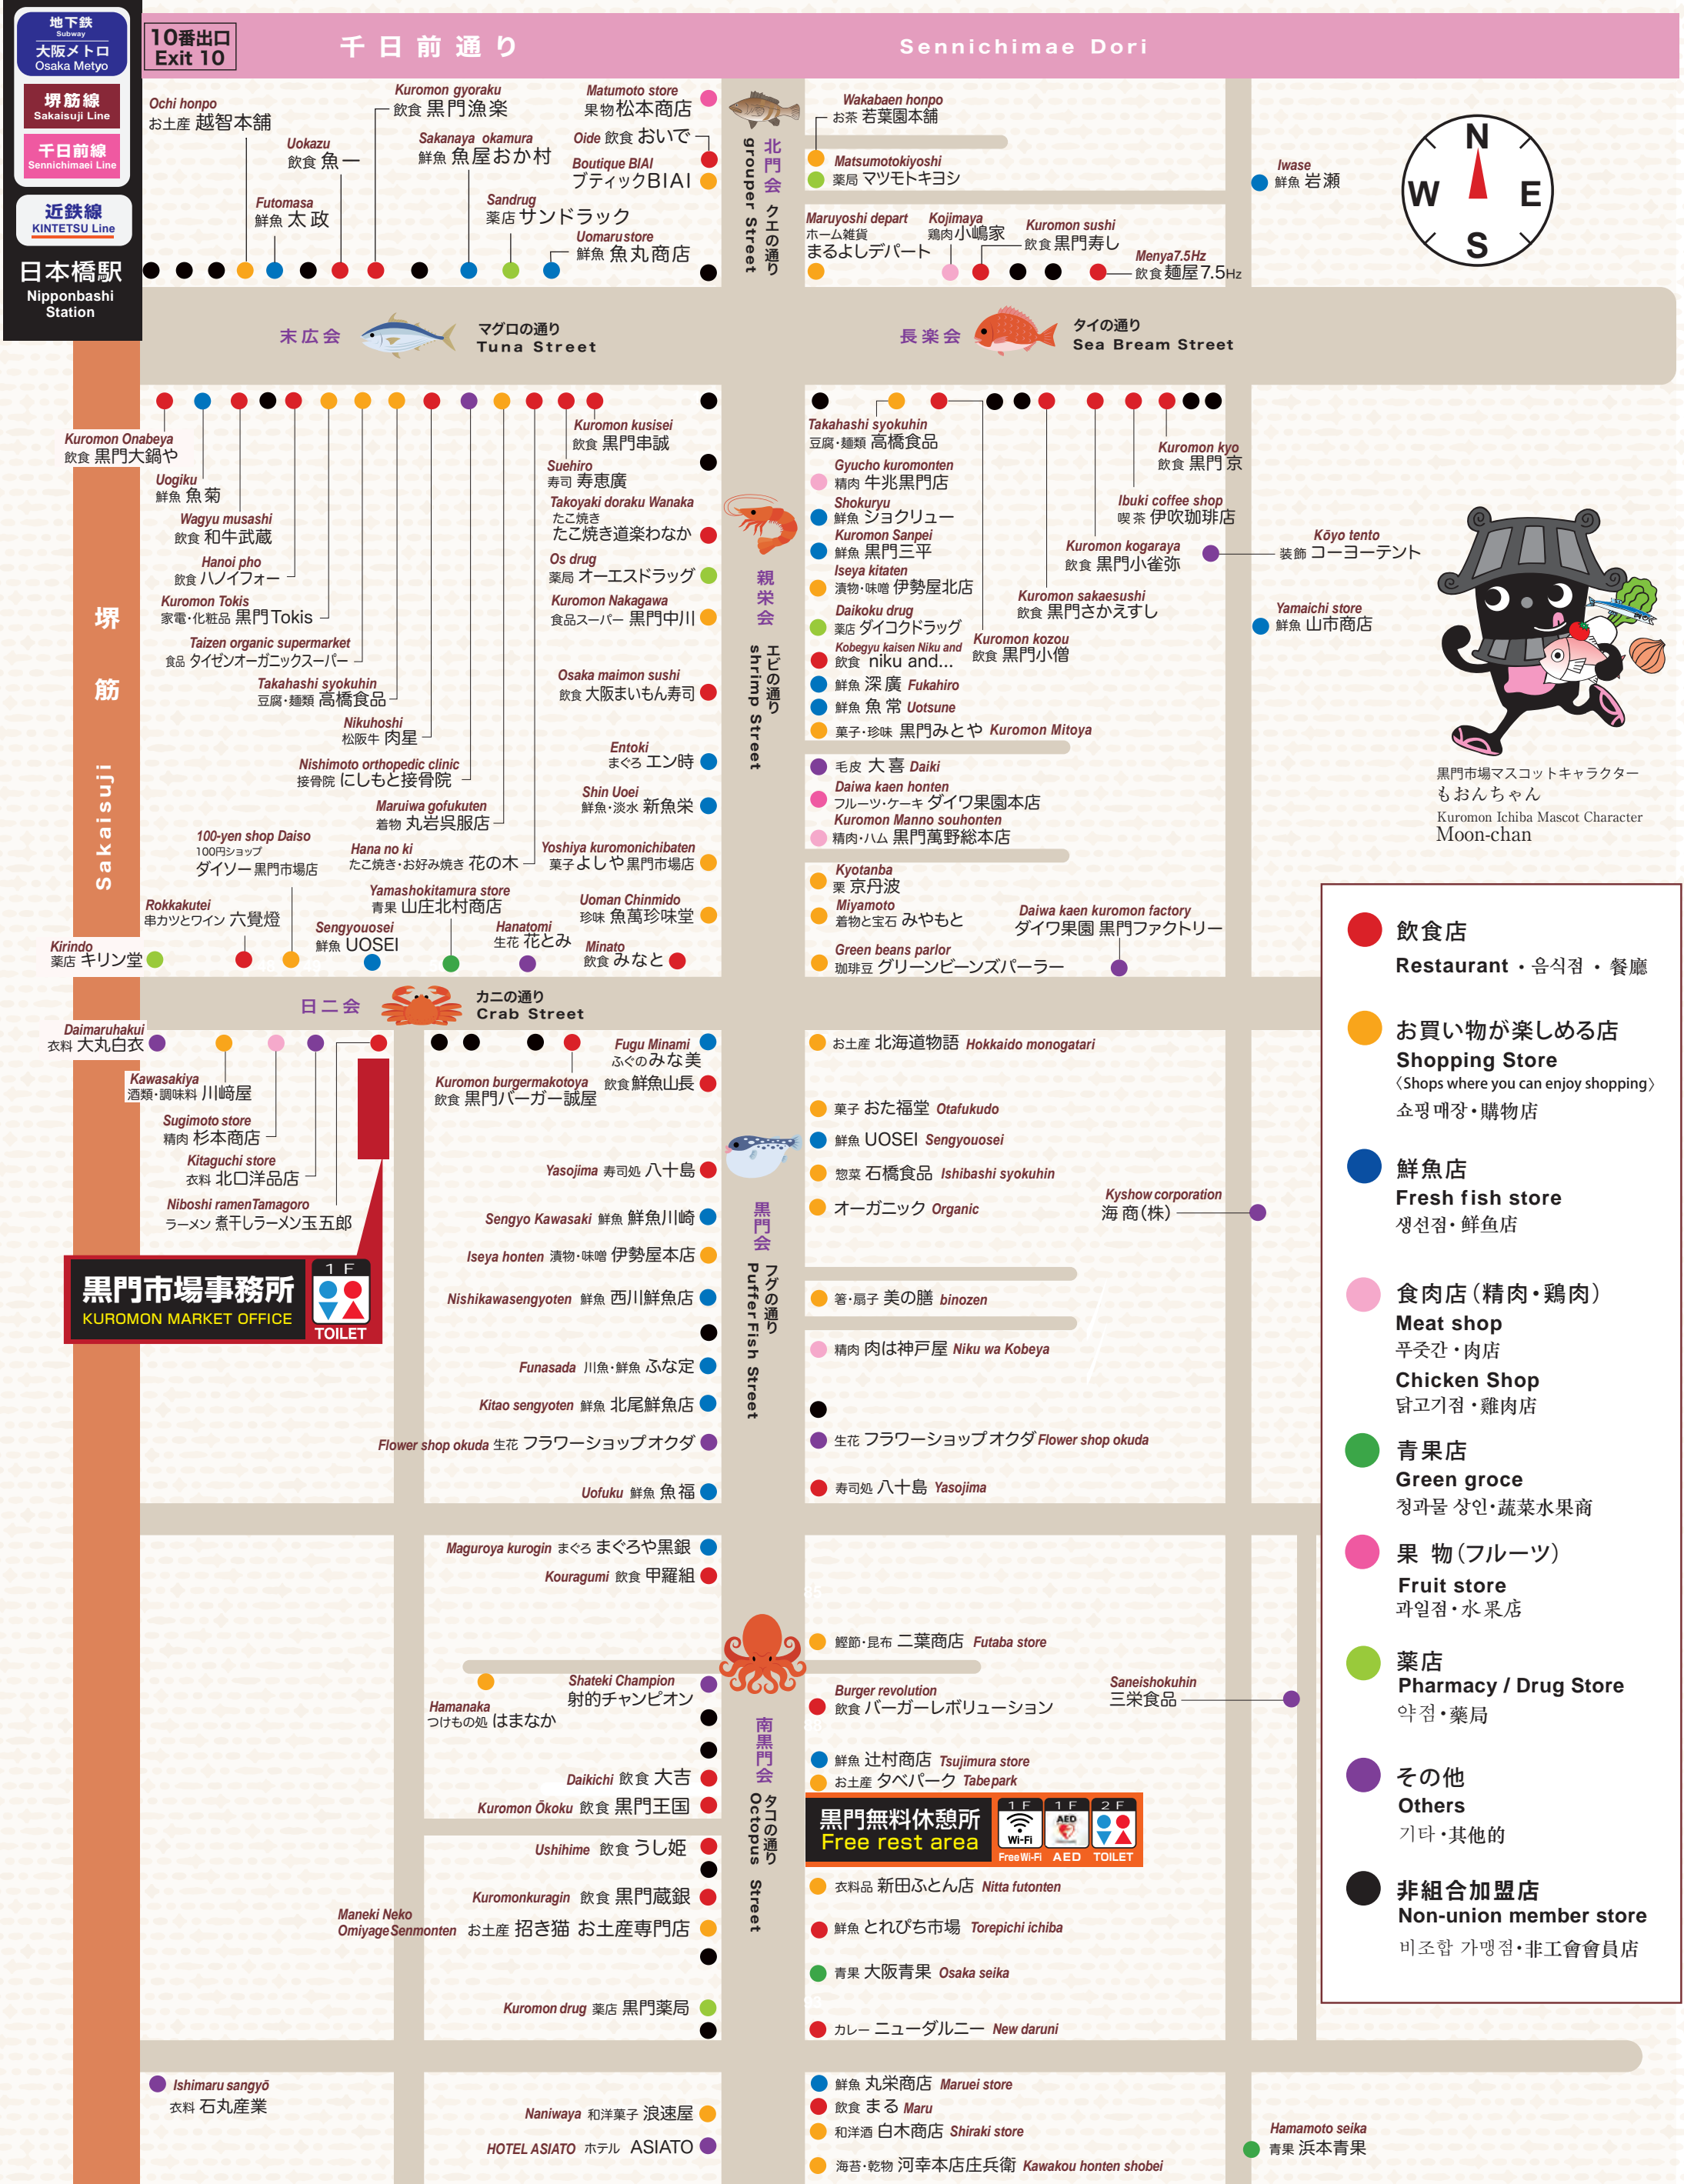 地下鉄
Subway
大阪メトロ
Osaka Metyo
堺筋線
Sakaisuji Line
千日前線
Sennichimaei Line
近鉄線
KINTETSU Line
日本橋駅
Nipponbashi
Station
10番出口
Exit 10
千日前通り
Sennichimae Dori
Ochi honpo
お土産 越智本舗
Uokazu
飲食 魚一
Futomasa
鮮魚 太政
Kuromon gyoraku
飲食 黒門漁楽
Sakanaya okamura
鮮魚 魚屋おか村
Sandrug
薬店 サンドラック
Matumoto store
果物 松本商店
Oide 飲食 おいで
Boutique BIAI
ブティックBIAI
Uomarustore
鮮魚 魚丸商店
北門会
クエの通り
grouper Street
Wakabaen honpo
お茶 若葉園本舗
Matsumotokiyoshi
薬局 マツモトキヨシ
Maruyoshi depart
ホーム雑貨
まるよしデパート
Kojimaya
鶏肉 小嶋家
Kuromon sushi
飲食 黒門寿し
Menya7.5Hz
飲食 麺屋7.5Hz
Iwase
鮮魚 岩瀬
N
W
E
S
末広会
マグロの通り
Tuna Street
長楽会
タイの通り
Sea Bream Street
Kuromon Onabeya
飲食 黒門大鍋や
Uogiku
鮮魚 魚菊
Wagyu musashi
飲食 和牛武蔵
Hanoi pho
飲食 ハノイフォー
Kuromon Tokis
家電・化粧品 黒門Tokis
Taizen organic supermarket
食品 タイゼンオーガニックスーパー
Takahashi syokuhin
豆腐・麺類 高橋食品
Nikuhoshi
松阪牛 肉星
Nishimoto orthopedic clinic
接骨院 にしもと接骨院
Maruiwa gofukuten
着物 丸岩呉服店
Hana no ki
たこ焼き・お好み焼き 花の木
Suehiro
寿司 寿恵廣
Kuromon kusisei
飲食 黒門串誠
Takoyaki doraku Wanaka
たこ焼き
たこ焼き道楽わなか
Os drug
薬局 オーエスドラッグ
Kuromon Nakagawa
食品スーパー 黒門中川
Osaka maimon sushi
飲食 大阪まいもん寿司
Entoki
まぐろ エン時
Shin Uoei
鮮魚・淡水 新魚栄
Yoshiya kuromonichibaten
菓子 よしや 黒門市場店
Uoman Chinmido
珍味 魚萬珍味堂
Minato
飲食 みなと
100-yen shop Daiso
100円ショップ
ダイソー 黒門市場店
Rokkakutei
串カツとワイン 六覺燈
Kirindo
薬店 キリン堂
Sengyouosei
鮮魚 UOSEI
Yamashokitamura store
青果 山庄北村商店
Hanatomi
生花 花とみ
堺筋
Sakaisuji
親栄会
エビの通り
shrimp Street
Takahashi syokuhin
豆腐・麺類 高橋食品
Gyucho kuromonten
精肉 牛兆黒門店
Shokuryu
鮮魚 ショクリュー
Kuromon Sanpei
鮮魚 黒門三平
Iseya kitaten
漬物・味噌 伊勢屋北店
Daikoku drug
薬店 ダイコクドラッグ
Kobegyu kaisen Niku and
飲食 niku and...
鮮魚 深廣 Fukahiro
鮮魚 魚常 Uotsune
菓子・珍味 黒門みとや Kuromon Mitoya
毛皮 大喜 Daiki
Daiwa kaen honten
フルーツ・ケーキ ダイワ果園本店
Kuromon Manno souhonten
精肉・ハム 黒門萬野総本店
Kyotanba
栗 京丹波
Miyamoto
着物と宝石 みやもと
Green beans parlor
珈琲豆 グリーンビーンズパーラー
Daiwa kaen kuromon factory
ダイワ果園 黒門ファクトリー
Kuromon kozou
飲食 黒門小僧
Kuromon sakaesushi
飲食 黒門さかえすし
Kuromon kogaraya
飲食 黒門小雀弥
Ibuki coffee shop
喫茶 伊吹珈琲店
Kuromon kyo
飲食 黒門 京
Kōyo tento
装飾 コーヨーテント
Yamaichi store
鮮魚 山市商店
黒門市場マスコットキャラクター
もおんちゃん
Kuromon Ichiba Mascot Character
Moon-chan
日二会
カニの通り
Crab Street
Daimaruhakui
衣料 大丸白衣
Kawasakiya
酒類・調味料 川﨑屋
Sugimoto store
精肉 杉本商店
Kitaguchi store
衣料 北口洋品店
Niboshi ramenTamagoro
ラーメン 煮干しラーメン玉五郎
黒門市場事務所
KUROMON MARKET OFFICE
1F
TOILET
Kuromon burgermakotoya
飲食 黒門バーガー誠屋
Fugu Minami
ふぐの みな美
飲食 鮮魚山長
Yasojima 寿司処 八十島
Sengyo Kawasaki 鮮魚 鮮魚川崎
Iseya honten 漬物・味噌 伊勢屋本店
Nishikawasengyoten 鮮魚 西川鮮魚店
Funasada 川魚・鮮魚 ふな定
Kitao sengyoten 鮮魚 北尾鮮魚店
Flower shop okuda 生花 フラワーショップオクダ
Uofuku 鮮魚 魚福
黒門会
フグの通り
Puffer Fish Street
お土産 北海道物語 Hokkaido monogatari
菓子 おた福堂 Otafukudo
鮮魚 UOSEI Sengyouosei
惣菜 石橋食品 Ishibashi syokuhin
オーガニック Organic
箸・扇子 美の膳 binozen
精肉 肉は神戸屋 Niku wa Kobeya
生花 フラワーショップオクダ Flower shop okuda
寿司処 八十島 Yasojima
Kyshow corporation
海商(株)
Maguroya kurogin まぐろ まぐろや黒銀
Kouragumi 飲食 甲羅組
Hamanaka
つけもの処 はまなか
Shateki Champion
射的チャンピオン
Daikichi 飲食 大吉
Kuromon Ōkoku 飲食 黒門王国
Ushihime 飲食 うし姫
Kuromonkuragin 飲食 黒門蔵銀
Maneki Neko
Omiyage Senmonten お土産 招き猫 お土産専門店
Kuromon drug 薬店 黒門薬局
南黒門会
タコの通り
Octopus Street
鰹節・昆布 二葉商店 Futaba store
Burger revolution
飲食 バーガーレボリューション
鮮魚 辻村商店 Tsujimura store
お土産 タベパーク Tabepark
黒門無料休憩所
Free rest area
1F
Wi-Fi
Free Wi-Fi
1F
AED
AED
2F
TOILET
衣料品 新田ふとん店 Nitta futonten
鮮魚 とれぴち市場 Torepichi ichiba
青果 大阪青果 Osaka seika
カレー ニューダルニー New daruni
Saneishokuhin
三栄食品
Ishimaru sangyō
衣料 石丸産業
Naniwaya 和洋菓子 浪速屋
HOTEL ASIATO ホテル ASIATO
鮮魚 丸栄商店 Maruei store
飲食 まる Maru
和洋酒 白木商店 Shiraki store
海苔・乾物 河幸本店庄兵衛 Kawakou honten shobei
Hamamoto seika
青果 浜本青果
飲食店
Restaurant ・ 음식점 ・ 餐廳
お買い物が楽しめる店
Shopping Store
〈Shops where you can enjoy shopping〉
쇼핑매장・購物店
鮮魚店
Fresh fish store
생선점・鮮鱼店
食肉店(精肉・鶏肉)
Meat shop
푸줏간・肉店
Chicken Shop
닭고기점・雞肉店
青果店
Green groce
청과물 상인・蔬菜水果商
果 物(フルーツ)
Fruit store
과일점・水果店
薬店
Pharmacy / Drug Store
약점・藥局
その他
Others
기타・其他的
非組合加盟店
Non-union member store
비조합 가맹점・非工會會員店